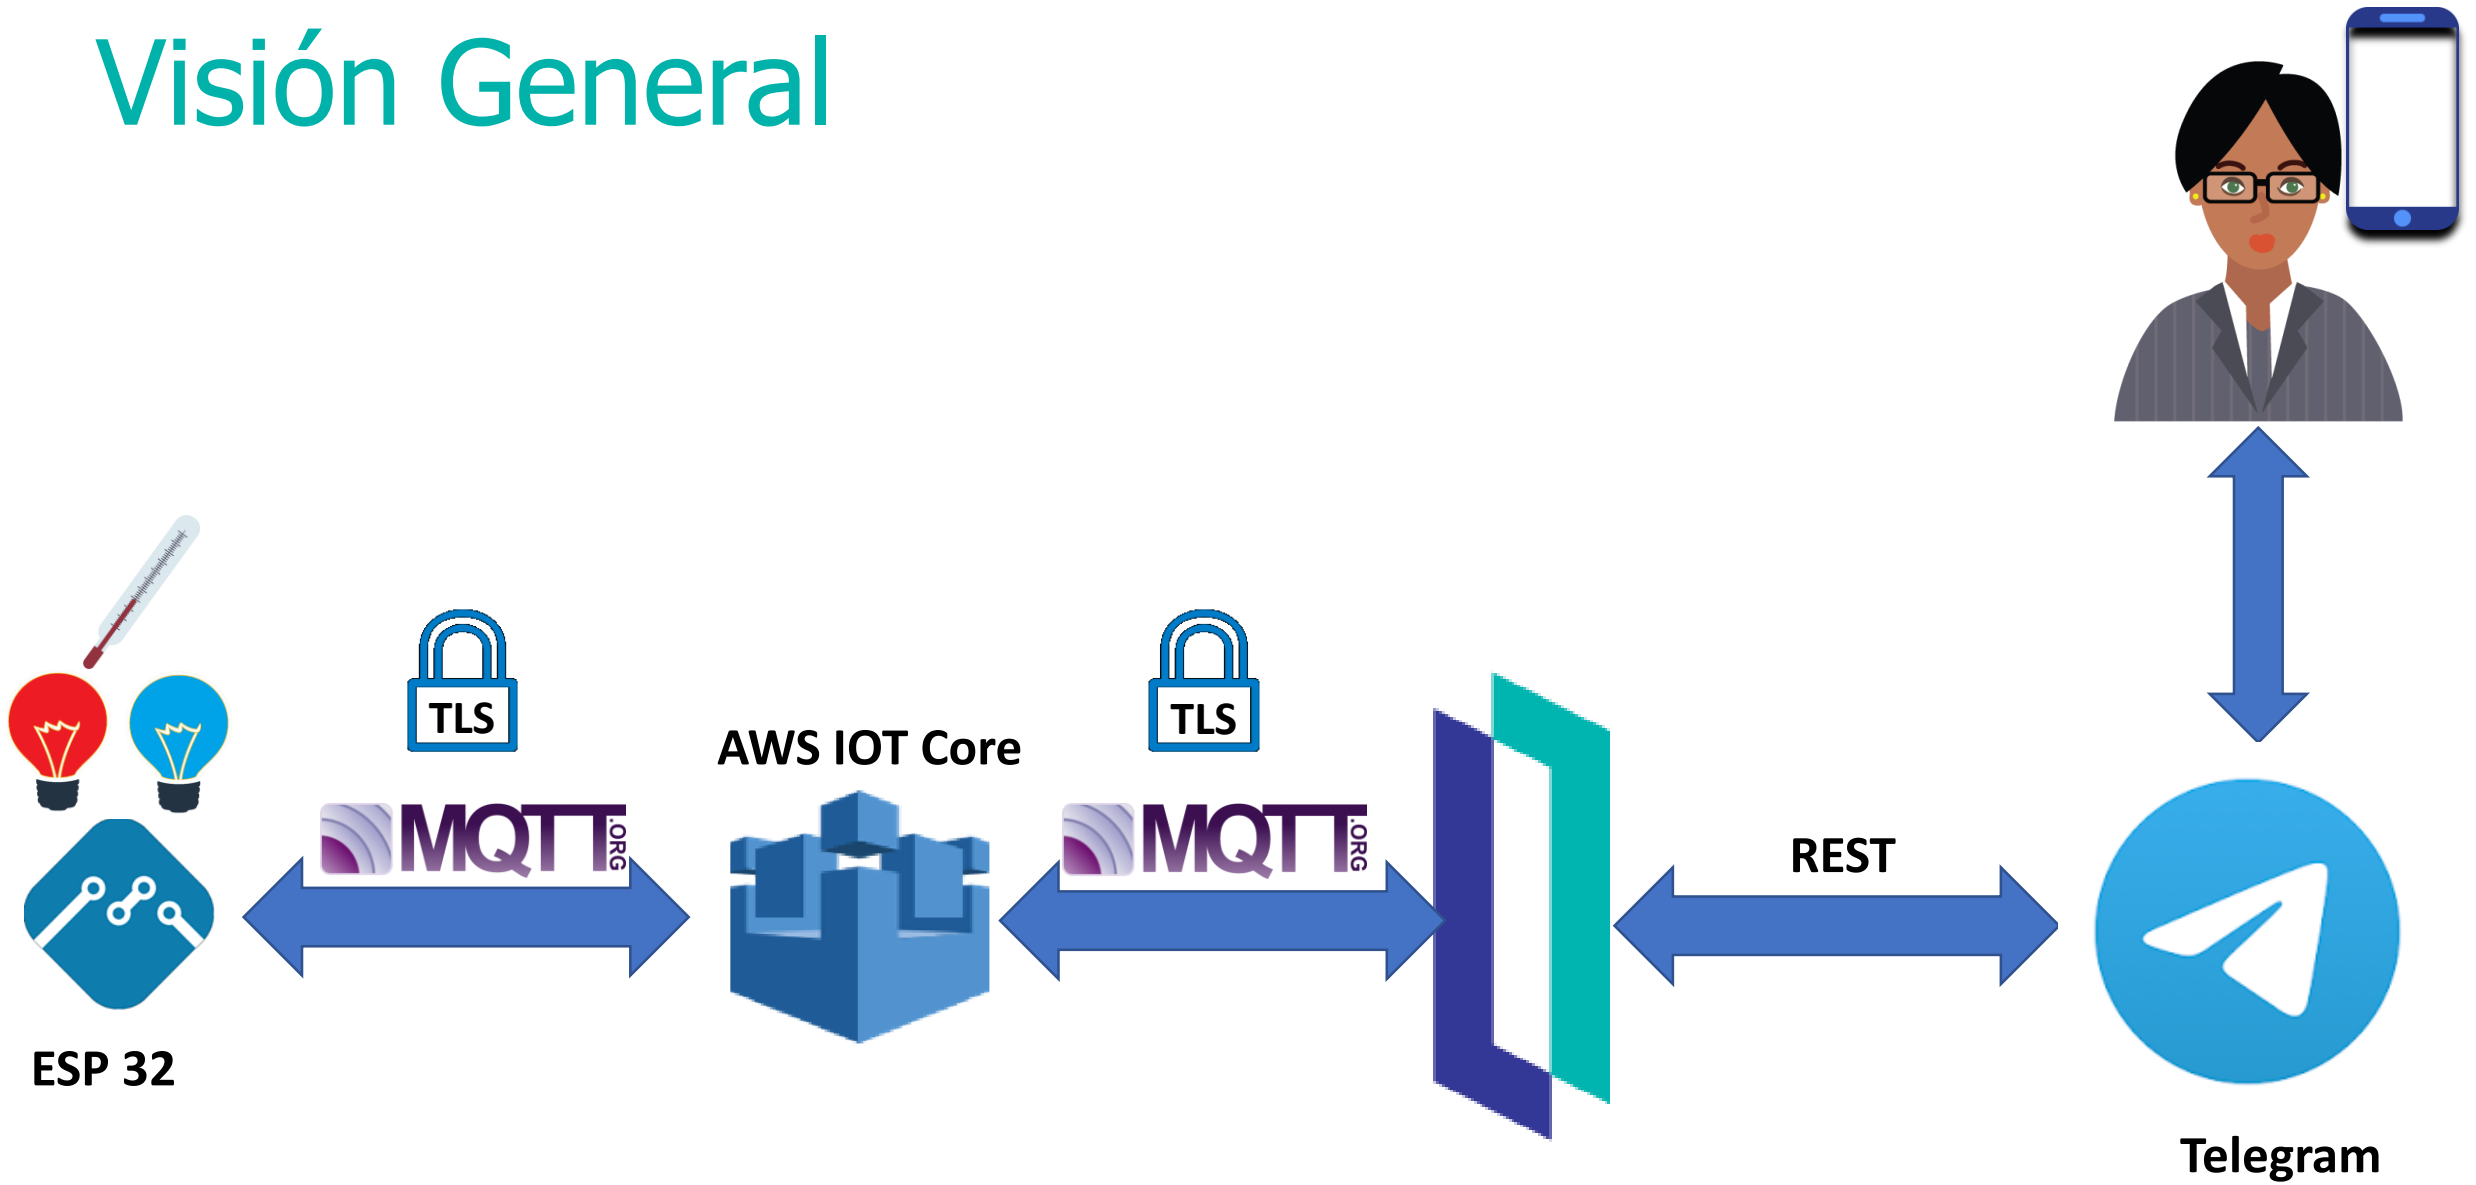 Visión General
TLS
TLS
AWS IOT Core
MQTT.ORG
MQTT.ORG
REST
ESP 32
Telegram